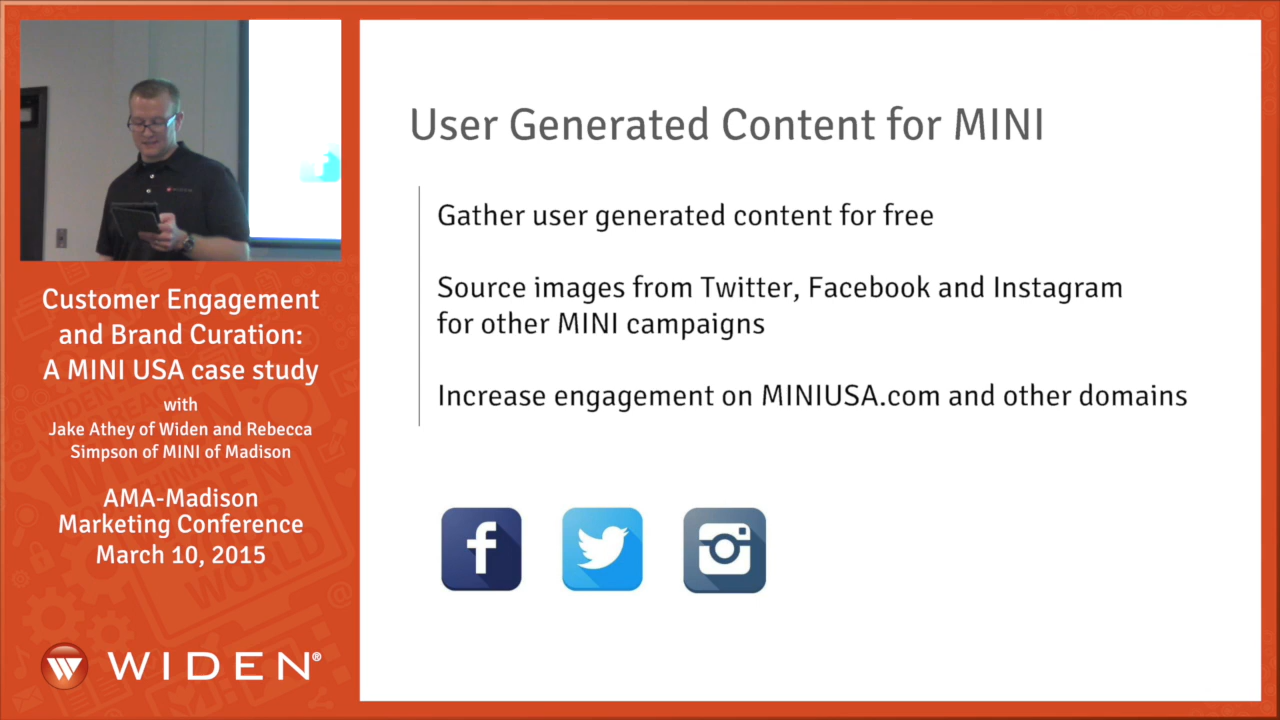 Customer Engagement
and Brand Curation:
A MINI USA case study
with
Jake Athey of Widen and Rebecca
Simpson of MINI of Madison
AMA-Madison
Marketing Conference
March 10, 2015
WIDEN®
User Generated Content for MINI
Gather user generated content for free
Source images from Twitter, Facebook and Instagram
for other MINI campaigns
Increase engagement on MINIUSA.com and other domains